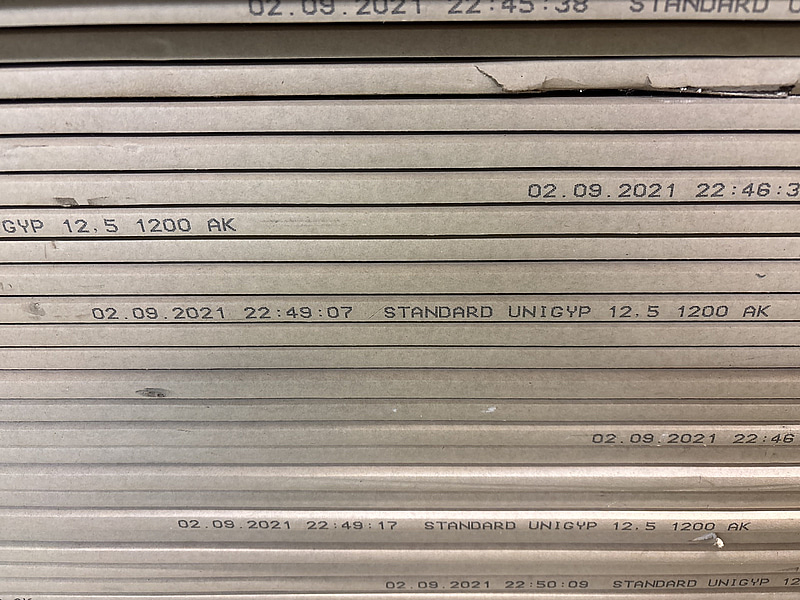 02.09.2021 22:45:38 STANDARD
02.09.2021 22:46:3
GYP 12.5 1200 AK
02.09.2021 22:49:07 STANDARD UNIGYP 12.5 1200 AK
02.09.2021 22:46
02.09.2021 22:49:17 STANDARD UNIGYP 12.5 1200 AK
02.09.2021 22:50:09 STANDARD UNIGYP 12